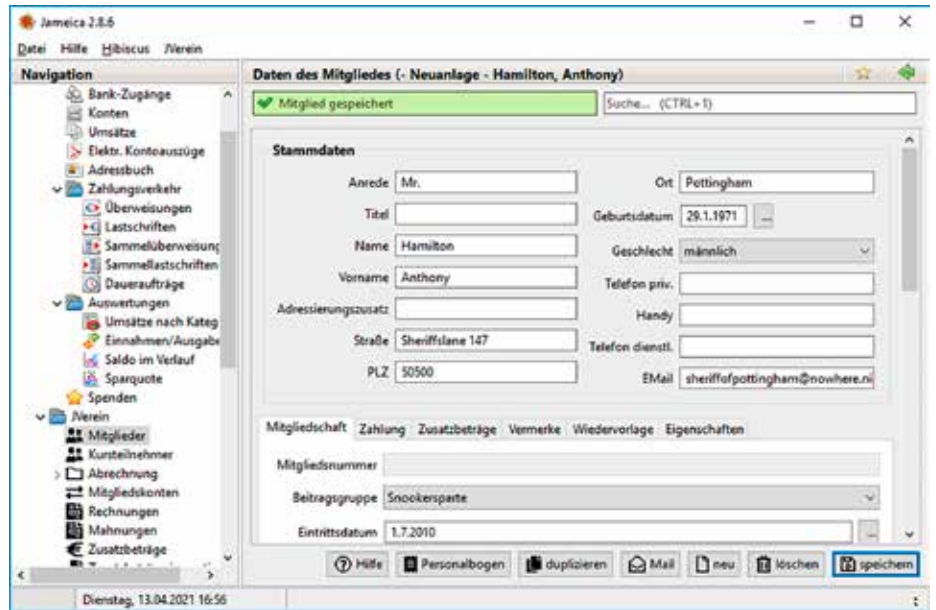 Jameica 2.8.6
Datei Hilfe Hibiscus JVerein
Navigation
Bank-Zugänge
Konten
Umsätze
Elektr. Kontoauszüge
Adressbuch
Zahlungsverkehr
Überweisungen
Lastschriften
Sammelüberweisung
Sammellastschriften
Daueraufträge
Auswertungen
Umsätze nach Kateg
Einnahmen/Ausgabe
Saldo im Verlauf
Sparquote
Spenden
JVerein
Mitglieder
Kursteilnehmer
Abrechnung
Mitgliedskonten
Rechnungen
Mahnungen
Zusatzbeträge
Daten des Mitgliedes (- Neuanlage - Hamilton, Anthony)
Mitglied gespeichert
Suche... (CTRL+1)
Stammdaten
Anrede Mr.
Titel
Name Hamilton
Vorname Anthony
Adressierungszusatz
Straße Sheriffslane 147
PLZ 50500
Ort Pottingham
Geburtsdatum 29.1.1971 ...
Geschlecht männlich
Telefon priv.
Handy
Telefon dienstl.
EMail sheriffofpottingham@nowhere.ni
Mitgliedschaft Zahlung Zusatzbeträge Vermerke Wiedervorlage Eigenschaften
Mitgliedsnummer
Beitragsgruppe Snookersparte
Eintrittsdatum 1.7.2010 ...
Hilfe Personalbogen duplizieren Mail neu löschen speichern
Dienstag, 13.04.2021 16:56